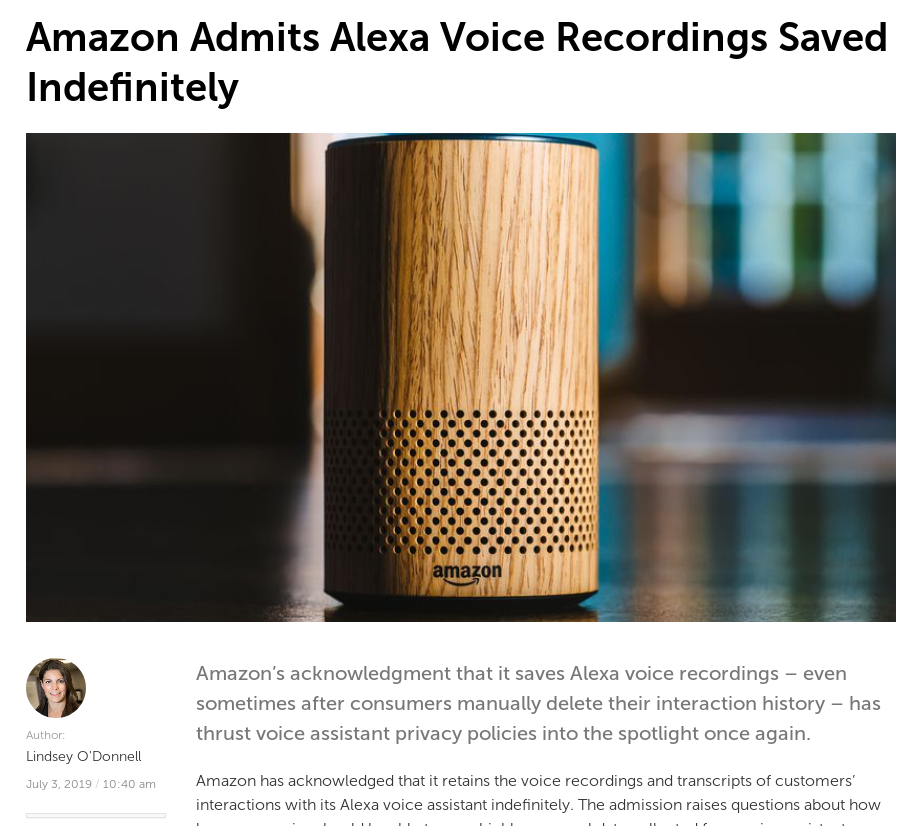 Amazon Admits Alexa Voice Recordings Saved
Indefinitely
amazon
Amazon’s acknowledgment that it saves Alexa voice recordings – even
sometimes after consumers manually delete their interaction history – has
thrust voice assistant privacy policies into the spotlight once again.
Author:
Lindsey O'Donnell
July 3, 2019 / 10:40 am
Amazon has acknowledged that it retains the voice recordings and transcripts of customers’
interactions with its Alexa voice assistant indefinitely. The admission raises questions about how